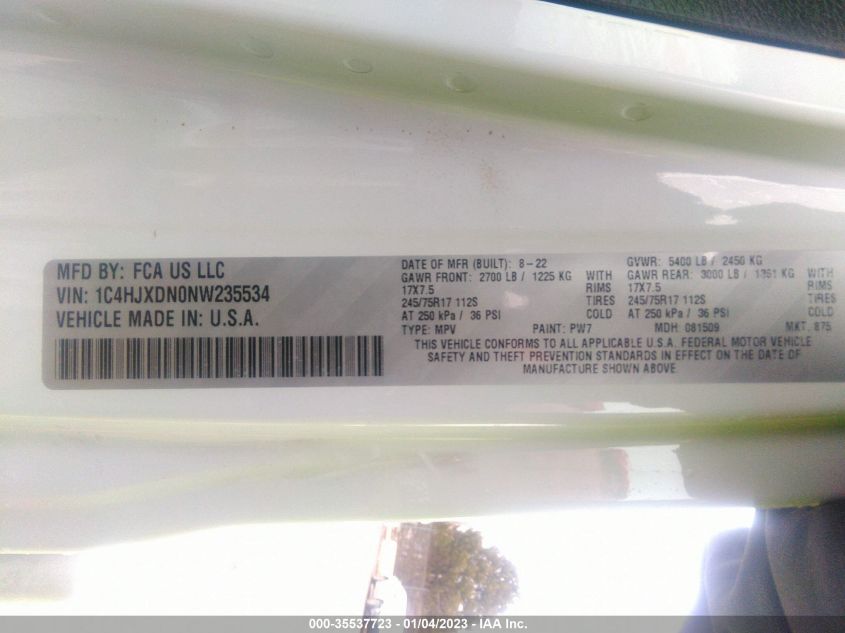 MFD BY: FCA US LLC
VIN: 1C4HJXDN0NW235534
VEHICLE MADE IN: U.S.A.
DATE OF MFR (BUILT): 8-22 GVWR: 5400 LB / 2450 KG
GAWR FRONT: 2700 LB / 1225 KG WITH GAWR REAR: 3000 LB / 1361 KG WITH
17X7.5 RIMS 17X7.5 RIMS
245/75R17 112S TIRES 245/75R17 112S TIRES
AT 250 kPa / 36 PSI COLD AT 250 kPa / 36 PSI COLD
TYPE: MPV PAINT: PW7 MDH: 081509 MKT: 875
THIS VEHICLE CONFORMS TO ALL APPLICABLE U.S.A. FEDERAL MOTOR VEHICLE
SAFETY AND THEFT PREVENTION STANDARDS IN EFFECT ON THE DATE OF
MANUFACTURE SHOWN ABOVE
000-35537723 - 01/04/2023 - IAA Inc.